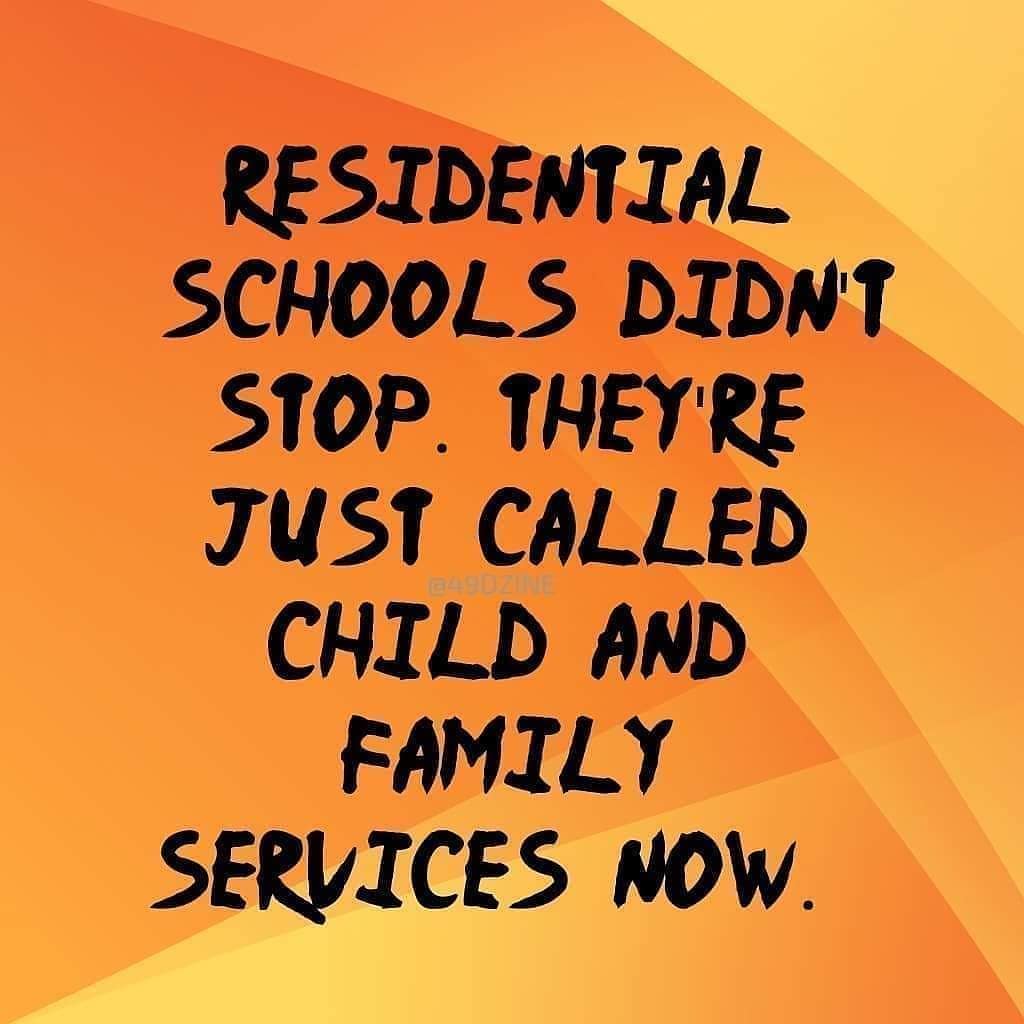 RESIDENTIAL
SCHOOLS DIDN'T
STOP. THEY'RE
JUST CALLED
@49DZINE
CHILD AND
FAMILY
SERVICES NOW.